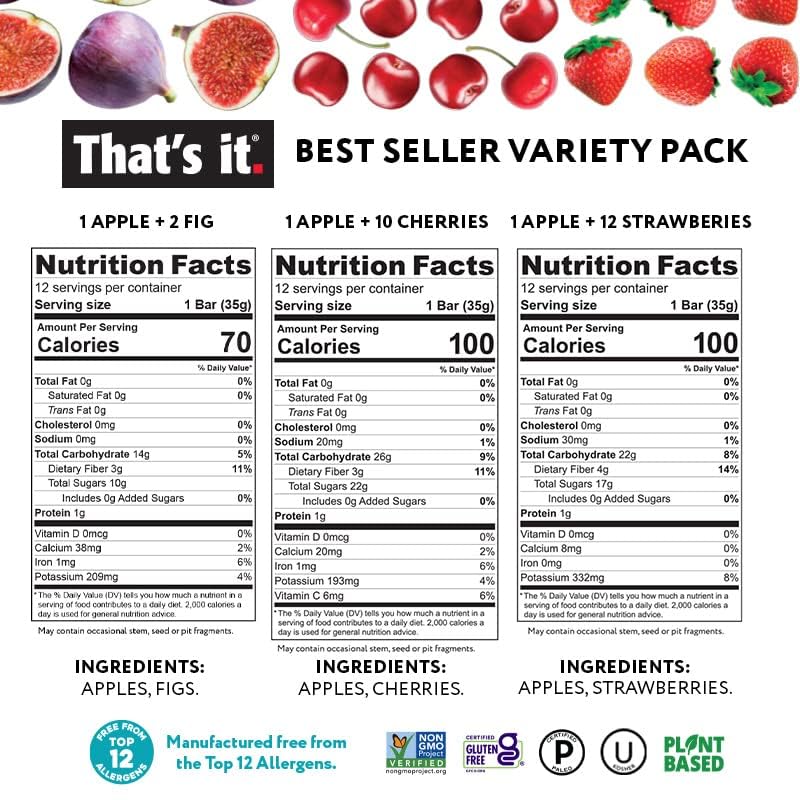 That's it.®
BEST SELLER VARIETY PACK
1 APPLE + 2 FIG
Nutrition Facts
12 servings per container
Serving size 1 Bar (35g)
Amount Per Serving
Calories 70
% Daily Value*
Total Fat 0g 0%
Saturated Fat 0g 0%
Trans Fat 0g
Cholesterol 0mg 0%
Sodium 0mg 0%
Total Carbohydrate 14g 5%
Dietary Fiber 3g 11%
Total Sugars 10g
Includes 0g Added Sugars 0%
Protein 1g
Vitamin D 0mcg 0%
Calcium 38mg 2%
Iron 1mg 6%
Potassium 209mg 4%
*The % Daily Value (DV) tells you how much a nutrient in a
serving of food contributes to a daily diet. 2,000 calories a
day is used for general nutrition advice.
May contain occasional stem, seed or pit fragments.
INGREDIENTS:
APPLES, FIGS.
1 APPLE + 10 CHERRIES
Nutrition Facts
12 servings per container
Serving size 1 Bar (35g)
Amount Per Serving
Calories 100
% Daily Value*
Total Fat 0g 0%
Saturated Fat 0g 0%
Trans Fat 0g
Cholesterol 0mg 0%
Sodium 20mg 1%
Total Carbohydrate 26g 9%
Dietary Fiber 3g 11%
Total Sugars 22g
Includes 0g Added Sugars 0%
Protein 1g
Vitamin D 0mcg 0%
Calcium 20mg 2%
Iron 1mg 6%
Potassium 193mg 4%
Vitamin C 6mg 6%
*The % Daily Value (DV) tells you how much a nutrient in a
serving of food contributes to a daily diet. 2,000 calories a
day is used for general nutrition advice.
May contain occasional stem, seed or pit fragments.
INGREDIENTS:
APPLES, CHERRIES.
1 APPLE + 12 STRAWBERRIES
Nutrition Facts
12 servings per container
Serving size 1 Bar (35g)
Amount Per Serving
Calories 100
% Daily Value*
Total Fat 0g 0%
Saturated Fat 0g 0%
Trans Fat 0g
Cholesterol 0mg 0%
Sodium 30mg 1%
Total Carbohydrate 22g 8%
Dietary Fiber 4g 14%
Total Sugars 17g
Includes 0g Added Sugars 0%
Protein 1g
Vitamin D 0mcg 0%
Calcium 8mg 0%
Iron 0mg 0%
Potassium 332mg 8%
*The % Daily Value (DV) tells you how much a nutrient in a
serving of food contributes to a daily diet. 2,000 calories a
day is used for general nutrition advice.
May contain occasional stem, seed or pit fragments.
INGREDIENTS:
APPLES, STRAWBERRIES.
FREE FROM
TOP
12
ALLERGENS
Manufactured free from
the Top 12 Allergens.
NON
GMO
Project
VERIFIED
nongmoproject.org
CERTIFIED
GLUTEN
FREE
g
®
GFCO.ORG
CERTIFIED
P
PALEO
U
KOSHER
PLANT
BASED